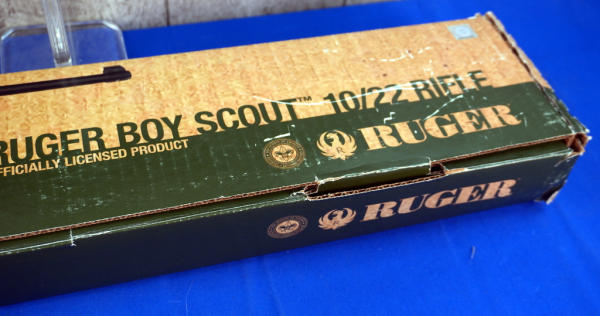 RUGER BOY SCOUT™ 10/22 RIFLE
OFFICIALLY LICENSED PRODUCT
RUGER
RUGER